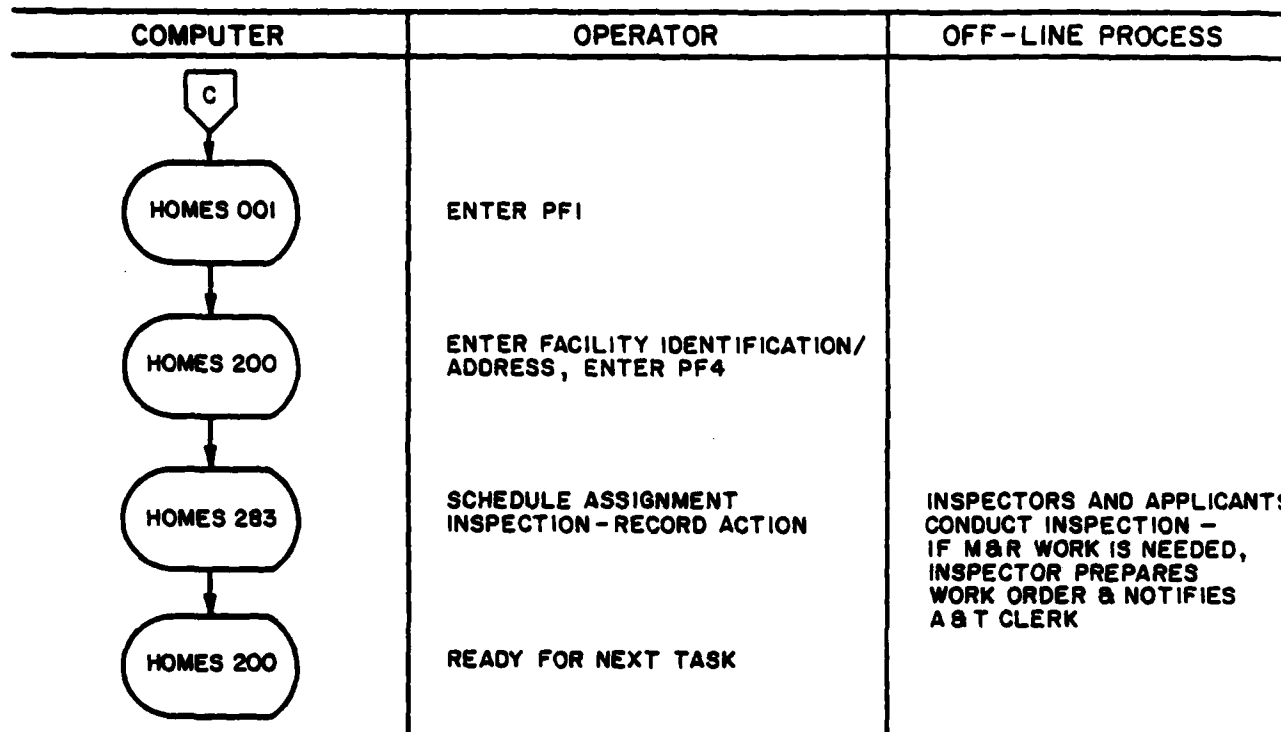 COMPUTER
OPERATOR
OFF-LINE PROCESS
C
HOMES 001
ENTER PF1
HOMES 200
ENTER FACILITY IDENTIFICATION/
ADDRESS, ENTER PF4
HOMES 283
SCHEDULE ASSIGNMENT
INSPECTION-RECORD ACTION
INSPECTORS AND APPLICANTS
CONDUCT INSPECTION -
IF M&R WORK IS NEEDED,
INSPECTOR PREPARES
WORK ORDER & NOTIFIES
A&T CLERK
HOMES 200
READY FOR NEXT TASK